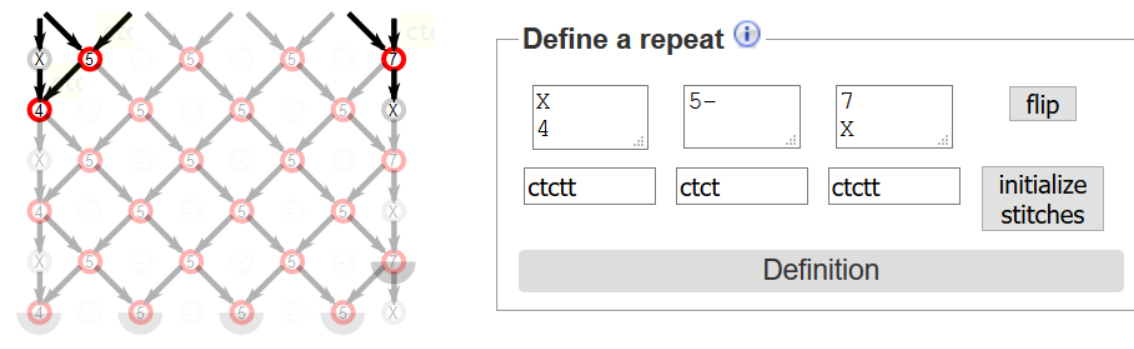 X 5 - 5 - 5 - 7
4 - 5 - 5 - 5 X
X 5 - 5 - 5 - 7
4 - 5 - 5 - 5 X
X 5 - 5 - 5 - 7
4 - 5 - 5 - 5 X
Define a repeat
X 5- 7 flip
4 X
ctctt ctct ctctt initialize
stitches
Definition